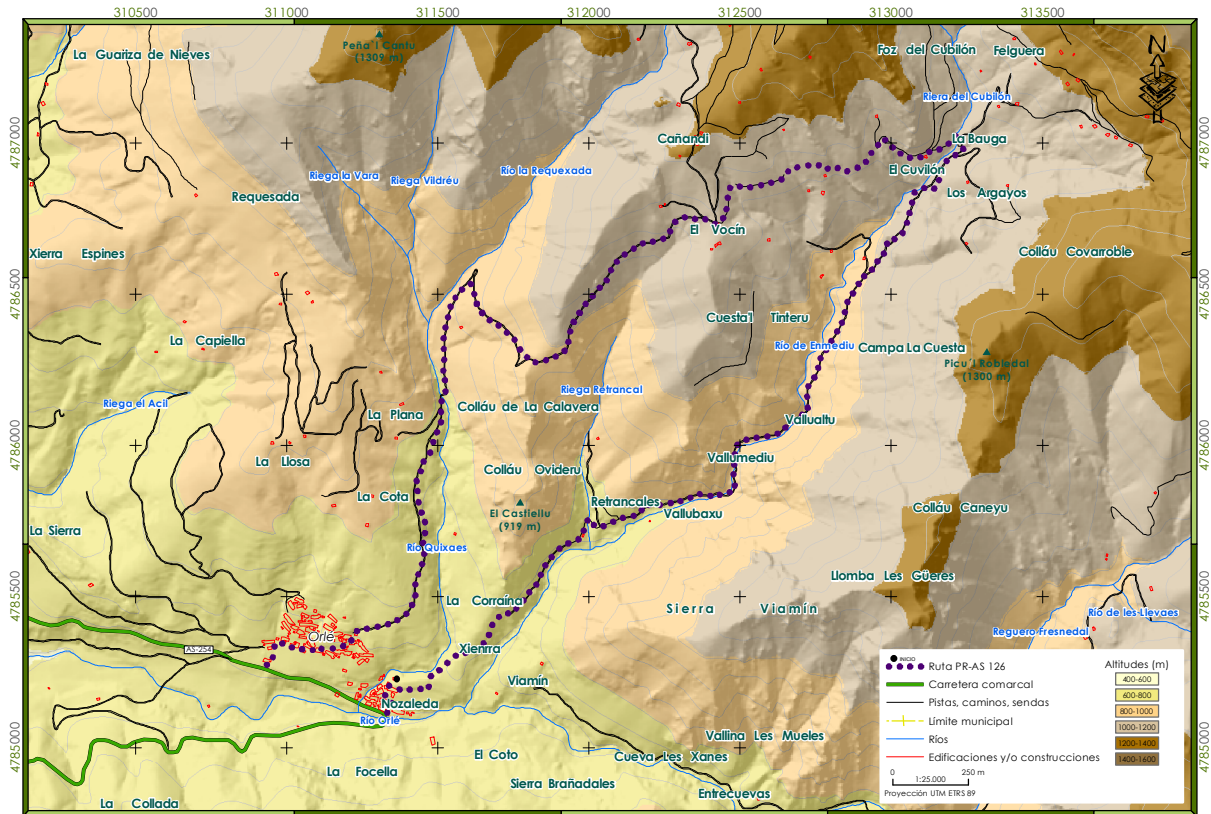 310500 311000 311500 312000 312500 313000 313500
N
La Guariza de Nieves
Peña´l Cantu
(1309 m)
Foz del Cubilón
Felguera
Riera del Cubilón
4787000
4787000
Cañandi
La Bauga
Riega la Vara
Riega Vildréu
Río la Requexada
El Cuvilón
Requesada
Los Argayos
El Vocín
Xierra Espines
Colláu Covarroble
4786500
4786500
Cuesta´l Tinteru
La Capiella
Río de Enmediu
Campa La Cuesta
Picu´l Robledal
(1300 m)
Riega el Acil
Riega Retrancal
La Plana
Colláu de La Calavera
Vallualtu
4786000
4786000
La Llosa
Colláu Ovideru
Vallumediu
La Cota
El Castiellu
(919 m)
Retrancales
Vallubaxu
Colláu Caneyu
La Sierra
Río Quixaes
Llomba Les Güeres
4785500
4785500
La Corraína
Sierra Viamín
Río de les Llevaes
Orlé
Reguero Fresnedal
AS-254
Xienrra
Viamín
Nozaleda
Río Orlé
Vallina Les Mueles
4785000
4785000
El Coto
Cueva Les Xanes
La Focella
Sierra Brañadales
Entrecuevas
La Collada
INICIO
Ruta PR-AS 126
Carretera comarcal
Pistas, caminos, sendas
Límite municipal
Ríos
Edificaciones y/o construcciones
0 250 m
1:25.000
Proyección UTM ETRS 89
Altitudes (m)
400-600
600-800
800-1000
1000-1200
1200-1400
1400-1600